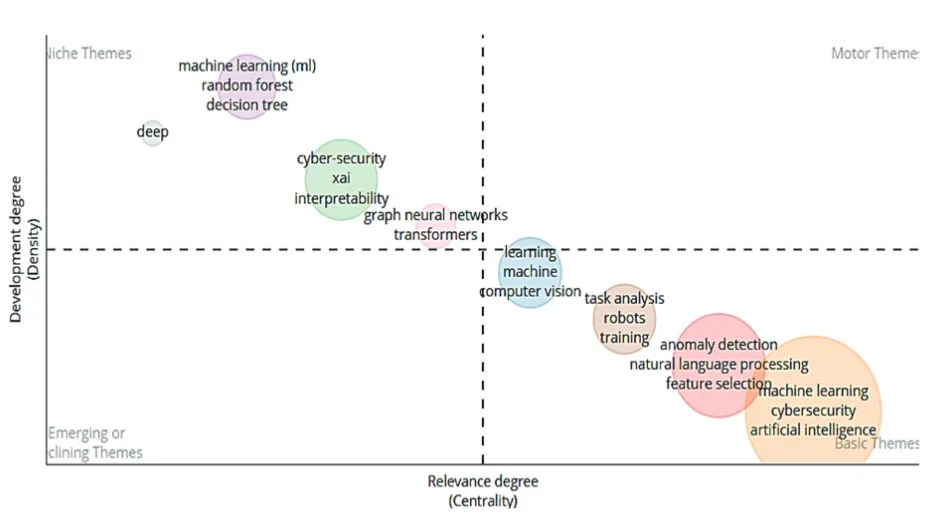 Niche Themes
Motor Themes
machine learning (ml)
random forest
decision tree
deep
cyber-security
xai
interpretability
graph neural networks
transformers
learning
machine
computer vision
task analysis
robots
training
anomaly detection
natural language processing
feature selection
machine learning
cybersecurity
artificial intelligence
Basic Themes
Emerging or
clining Themes
Development degree
(Density)
Relevance degree
(Centrality)